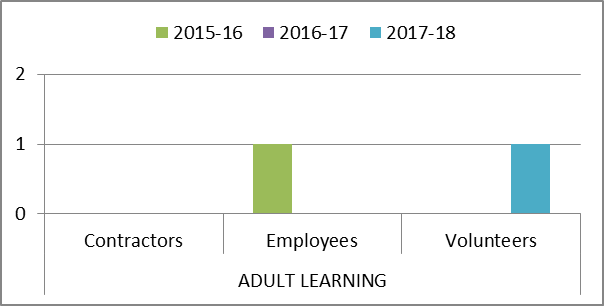 2015-16 2016-17 2017-18
2
1
0
Contractors Employees Volunteers
ADULT LEARNING